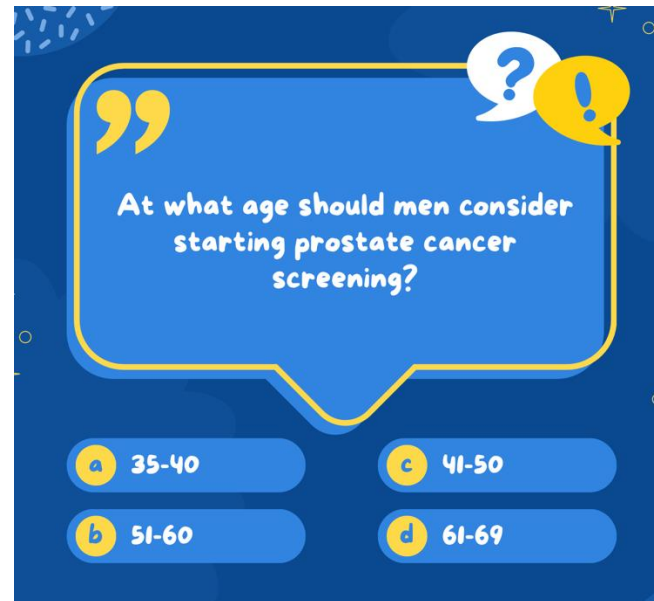 At what age should men consider
starting prostate cancer
screening?
a 35-40
c 41-50
b 51-60
d 61-69